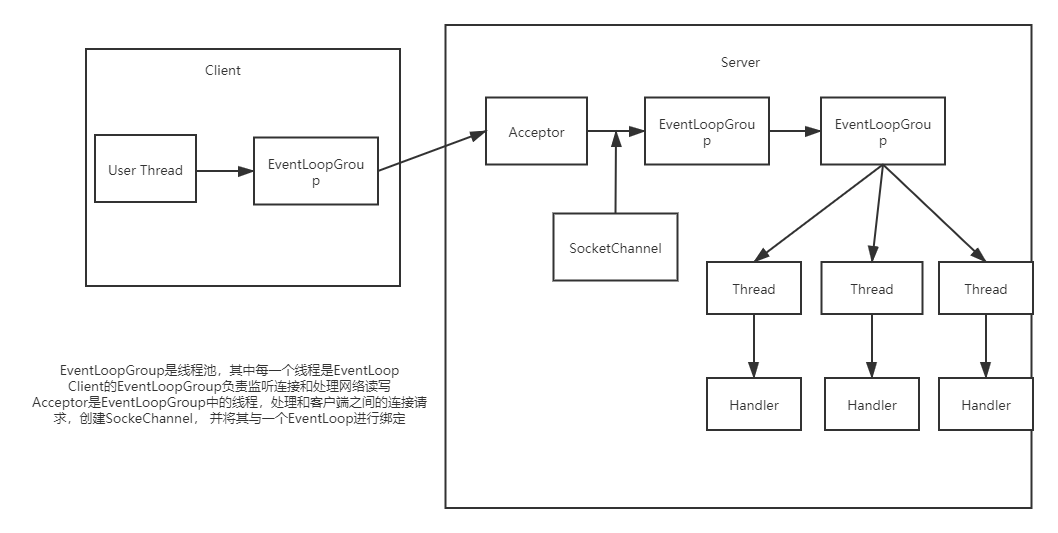 Client
User Thread
EventLoopGrou
p
Server
Acceptor
EventLoopGrou
p
EventLoopGrou
p
SocketChannel
Thread
Thread
Thread
Handler
Handler
Handler
EventLoopGroup是线程池，其中每一个线程是EventLoop
Client的EventLoopGroup负责监听连接和处理网络读写
Acceptor是EventLoopGroup中的线程，处理和客户端之间的连接请
求，创建SockeChannel， 并将其与一个EventLoop进行绑定